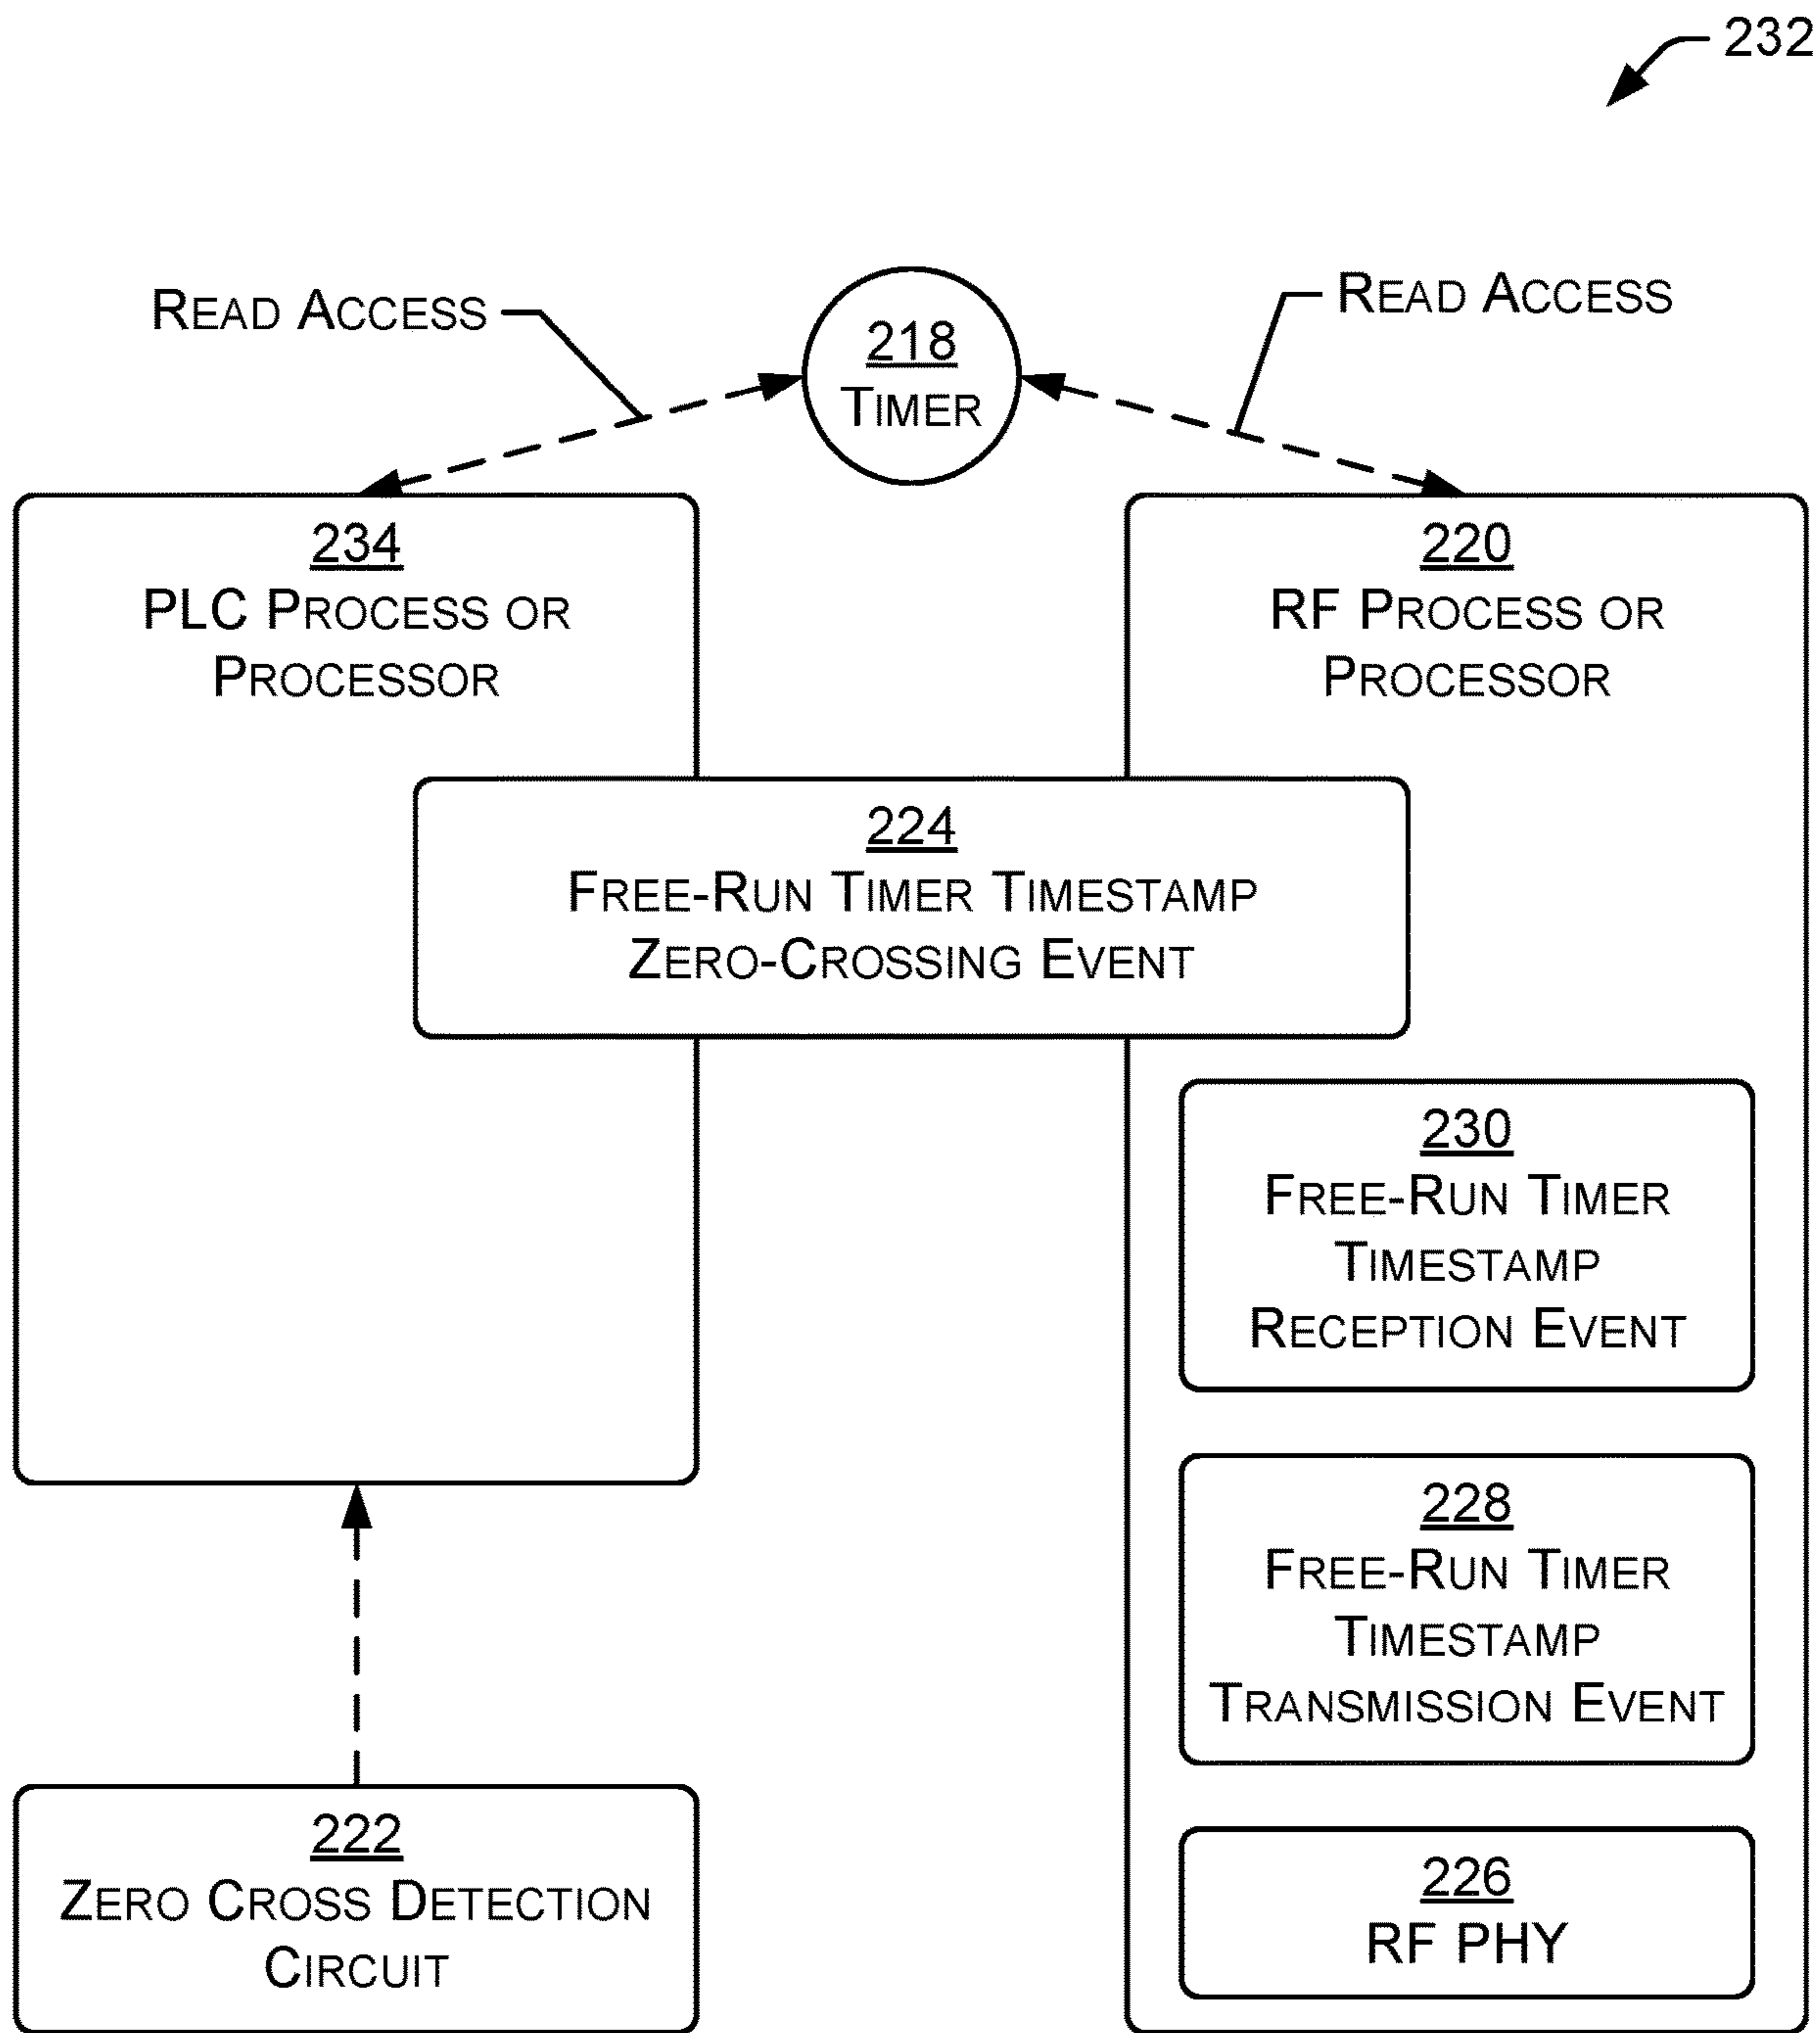 232
READ ACCESS
READ ACCESS
218
TIMER
234
PLC PROCESS OR
PROCESSOR
220
RF PROCESS OR
PROCESSOR
224
FREE-RUN TIMER TIMESTAMP
ZERO-CROSSING EVENT
230
FREE-RUN TIMER
TIMESTAMP
RECEPTION EVENT
228
FREE-RUN TIMER
TIMESTAMP
TRANSMISSION EVENT
222
ZERO CROSS DETECTION
CIRCUIT
226
RF PHY